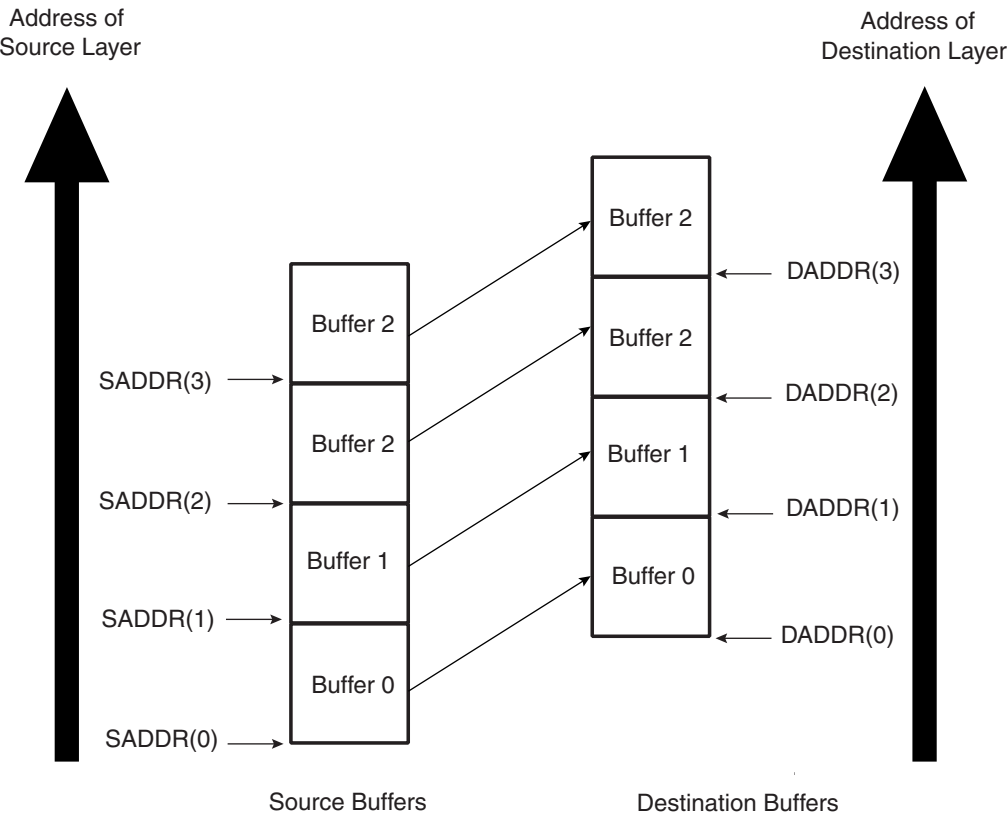 Address of
Source Layer
Address of
Destination Layer
Buffer 2
DADDR(3)
Buffer 2
Buffer 2
SADDR(3)
DADDR(2)
Buffer 2
Buffer 1
SADDR(2)
DADDR(1)
Buffer 1
Buffer 0
SADDR(1)
DADDR(0)
Buffer 0
SADDR(0)
Source Buffers
Destination Buffers